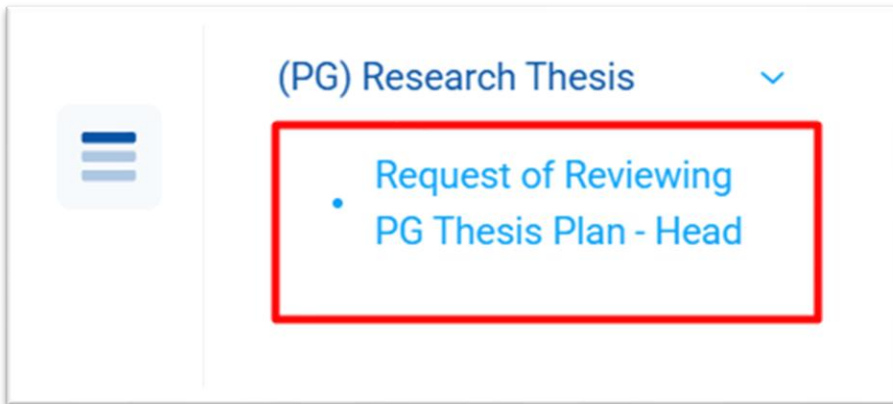 (PG) Research Thesis
Request of Reviewing
PG Thesis Plan - Head